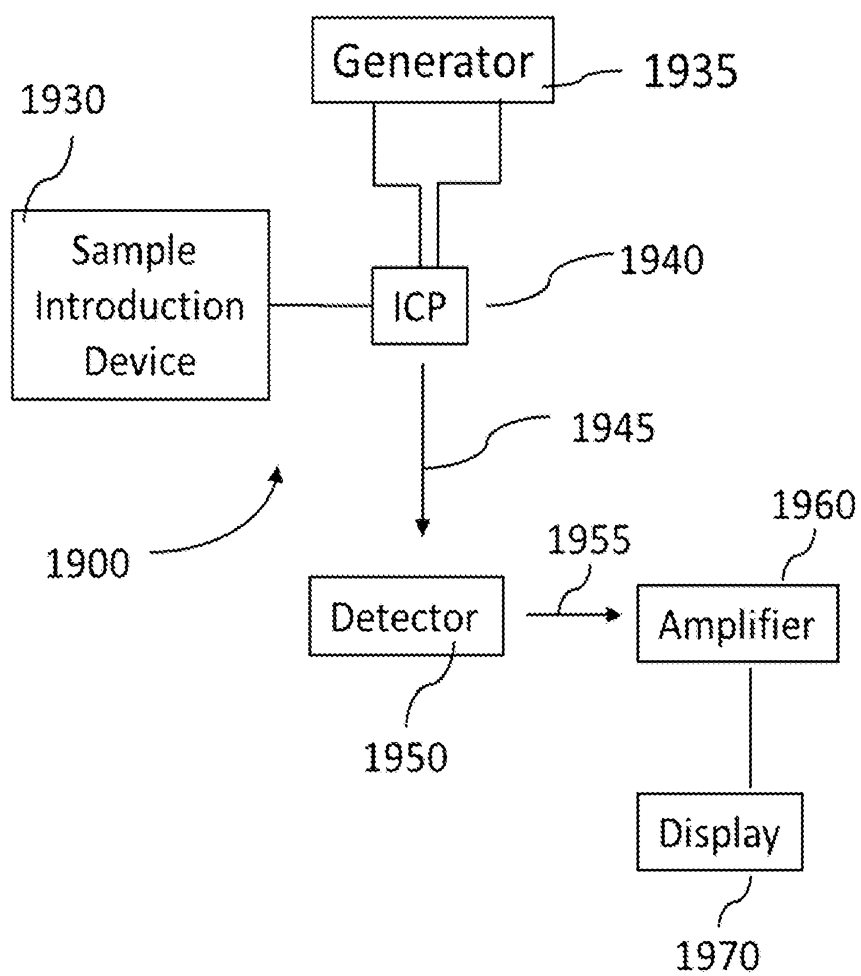 Generator
1935
1930
Sample
Introduction
Device
ICP
1940
1945
1900
1960
1955
Detector
Amplifier
1950
Display
1970